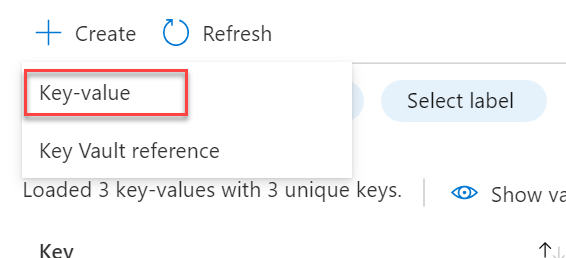 Create Refresh
Key-value
Select label
Key Vault reference
Loaded 3 key-values with 3 unique keys. Show va
Key